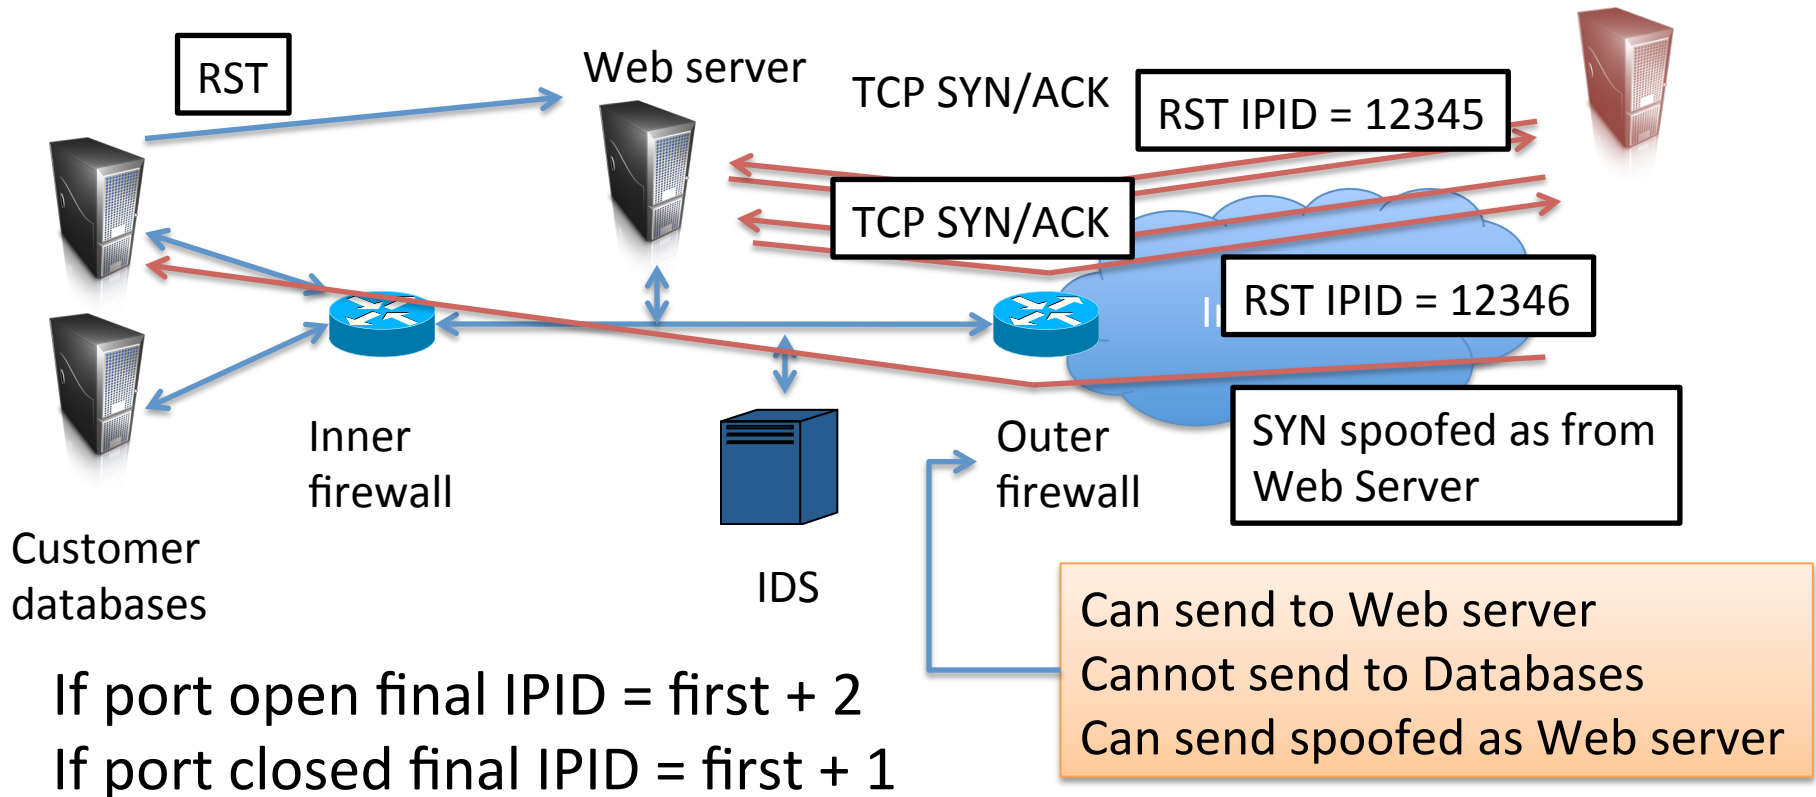 RST
Web server
TCP SYN/ACK
RST IPID = 12345
TCP SYN/ACK
RST IPID = 12346
SYN spoofed as from
Web Server
Inner
firewall
Outer
firewall
Customer
databases
IDS
Can send to Web server
Cannot send to Databases
Can send spoofed as Web server
If port open final IPID = first + 2
If port closed final IPID = first + 1